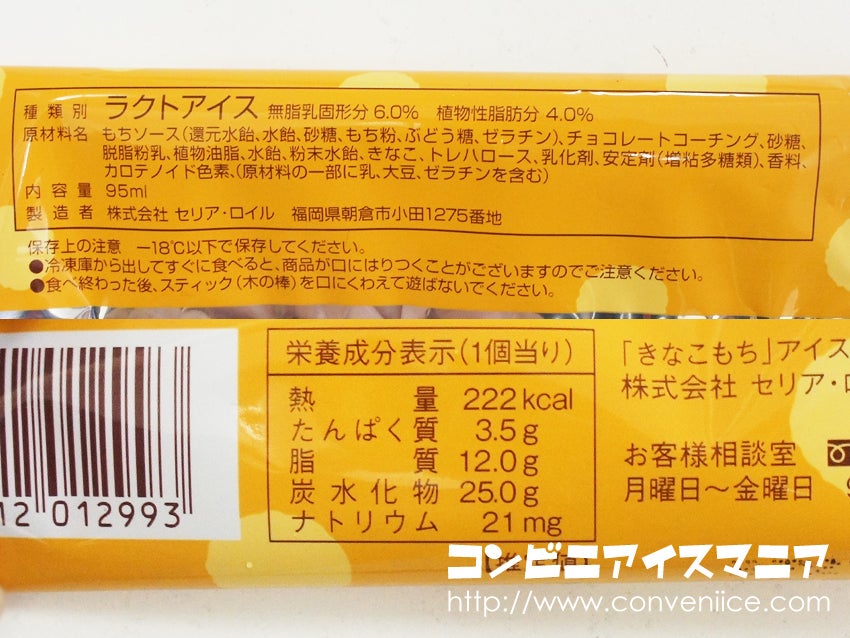 種類別 ラクトアイス 無脂乳固形分 6.0% 植物性脂肪分 4.0%
原材料名 もちソース(還元水飴、水飴、砂糖、もち粉、ぶどう糖、ゼラチン)、チョコレートコーチング、砂糖、
脱脂粉乳、植物油脂、水飴、粉末水飴、きなこ、トレハロース、乳化剤、安定剤(増粘多糖類)、香料、
カロテノイド色素、(原材料の一部に乳、大豆、ゼラチンを含む)
内容量 95ml
製造者 株式会社 セリア・ロイル 福岡県朝倉市小田1275番地
保存上の注意 −18℃以下で保存してください。
●冷凍庫から出してすぐに食べると、商品が口にはりつくことがございますのでご注意ください。
●食べ終わった後、スティック(木の棒)を口にくわえて遊ばないでください。
栄養成分表示(1個当り)
熱量 222kcal
たんぱく質 3.5g
脂質 12.0g
炭水化物 25.0g
ナトリウム 21mg
「きなこもち」アイス
株式会社 セリア・ロ
お客様相談室
月曜日〜金曜日 9
12 012993
コンビニアイスマニア
http://www.conveniice.com/